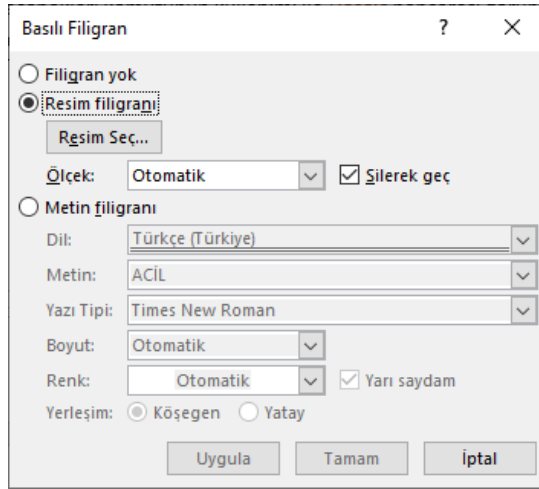 Basılı Filigran ?
Filigran yok
Resim filigranı
Resim Seç...
Ölçek: Otomatik Silerek geç
Metin filigranı
Dil: Türkçe (Türkiye)
Metin: ACİL
Yazı Tipi: Times New Roman
Boyut: Otomatik
Renk: Otomatik Yarı saydam
Yerleşim: Köşegen Yatay
Uygula Tamam İptal